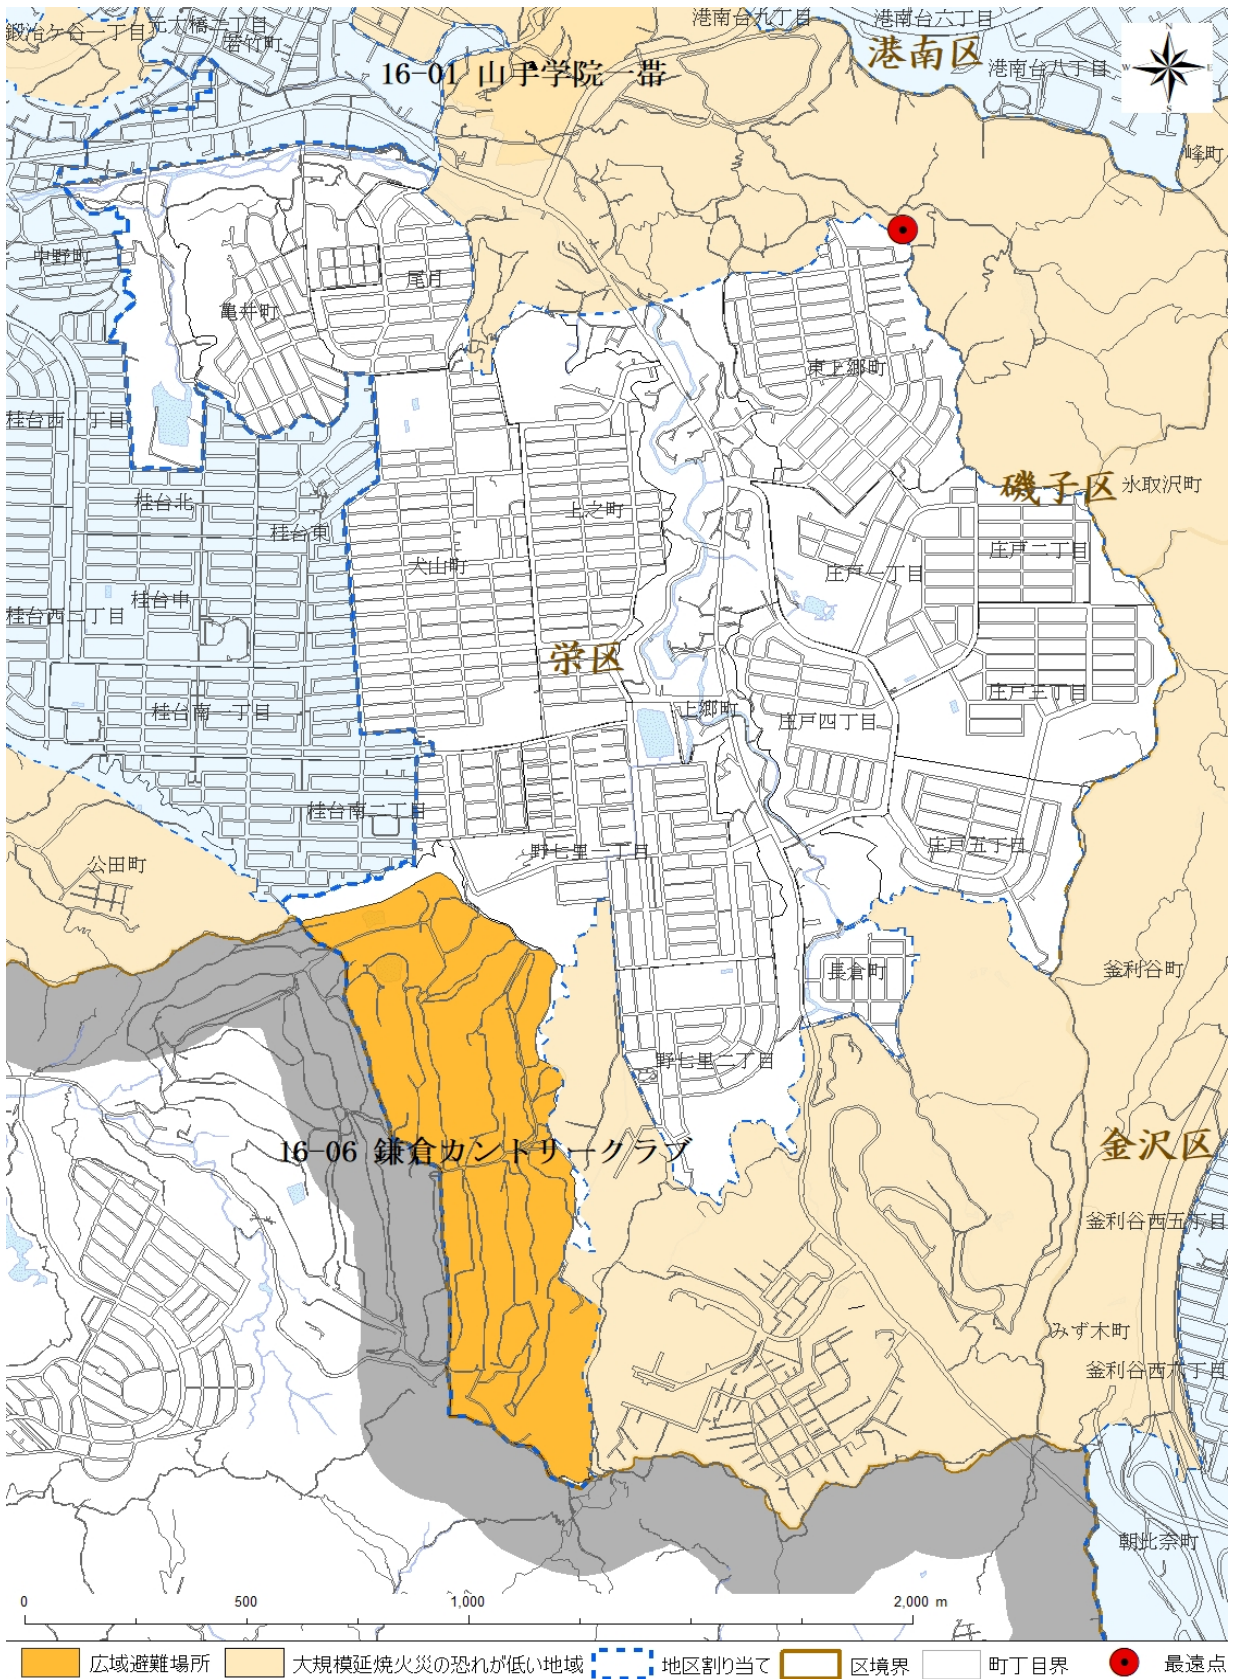 鍛冶ケ谷一丁目
元大橋二丁目
若竹町
港南台九丁目
港南台六丁目
港南区
港南台八丁目
N
W
E
S
16-01 山手学院一帯
峰町
中野町
尾月
亀井町
東上郷町
桂台西一丁目
磯子区
氷取沢町
桂台北
上之町
桂台東
庄戸二丁目
犬山町
庄戸一丁目
桂台中
桂台西二丁目
栄区
庄戸三丁目
桂台南一丁目
上郷町
庄戸四丁目
桂台南二丁目
庄戸五丁目
野七里一丁目
公田町
長倉町
釜利谷町
野七里二丁目
16-06 鎌倉カントリークラブ
金沢区
釜利谷西五丁目
みず木町
釜利谷西六丁目
朝比奈町
0 500 1,000 2,000 m
広域避難場所
大規模延焼火災の恐れが低い地域
地区割り当て
区境界
町丁目界
最遠点